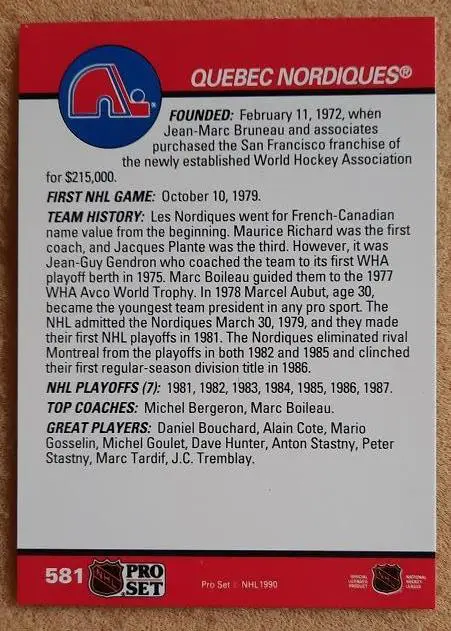 QUEBEC NORDIQUES®
FOUNDED: February 11, 1972, when
Jean-Marc Bruneau and associates
purchased the San Francisco franchise of
the newly established World Hockey Association
for $215,000.
FIRST NHL GAME: October 10, 1979.
TEAM HISTORY: Les Nordiques went for French-Canadian
name value from the beginning. Maurice Richard was the first
coach, and Jacques Plante was the third. However, it was
Jean-Guy Gendron who coached the team to its first WHA
playoff berth in 1975. Marc Boileau guided them to the 1977
WHA Avco World Trophy. In 1978 Marcel Aubut, age 30,
became the youngest team president in any pro sport. The
NHL admitted the Nordiques March 30, 1979, and they made
their first NHL playoffs in 1981. The Nordiques eliminated rival
Montreal from the playoffs in both 1982 and 1985 and clinched
their first regular-season division title in 1986.
NHL PLAYOFFS (7): 1981, 1982, 1983, 1984, 1985, 1986, 1987.
TOP COACHES: Michel Bergeron, Marc Boileau.
GREAT PLAYERS: Daniel Bouchard, Alain Cote, Mario
Gosselin, Michel Goulet, Dave Hunter, Anton Stastny, Peter
Stastny, Marc Tardif, J.C. Tremblay.
581 NHL PRO SET
Pro Set NHL 1990
OFFICIAL LICENSED PRODUCT NHL NATIONAL HOCKEY LEAGUE